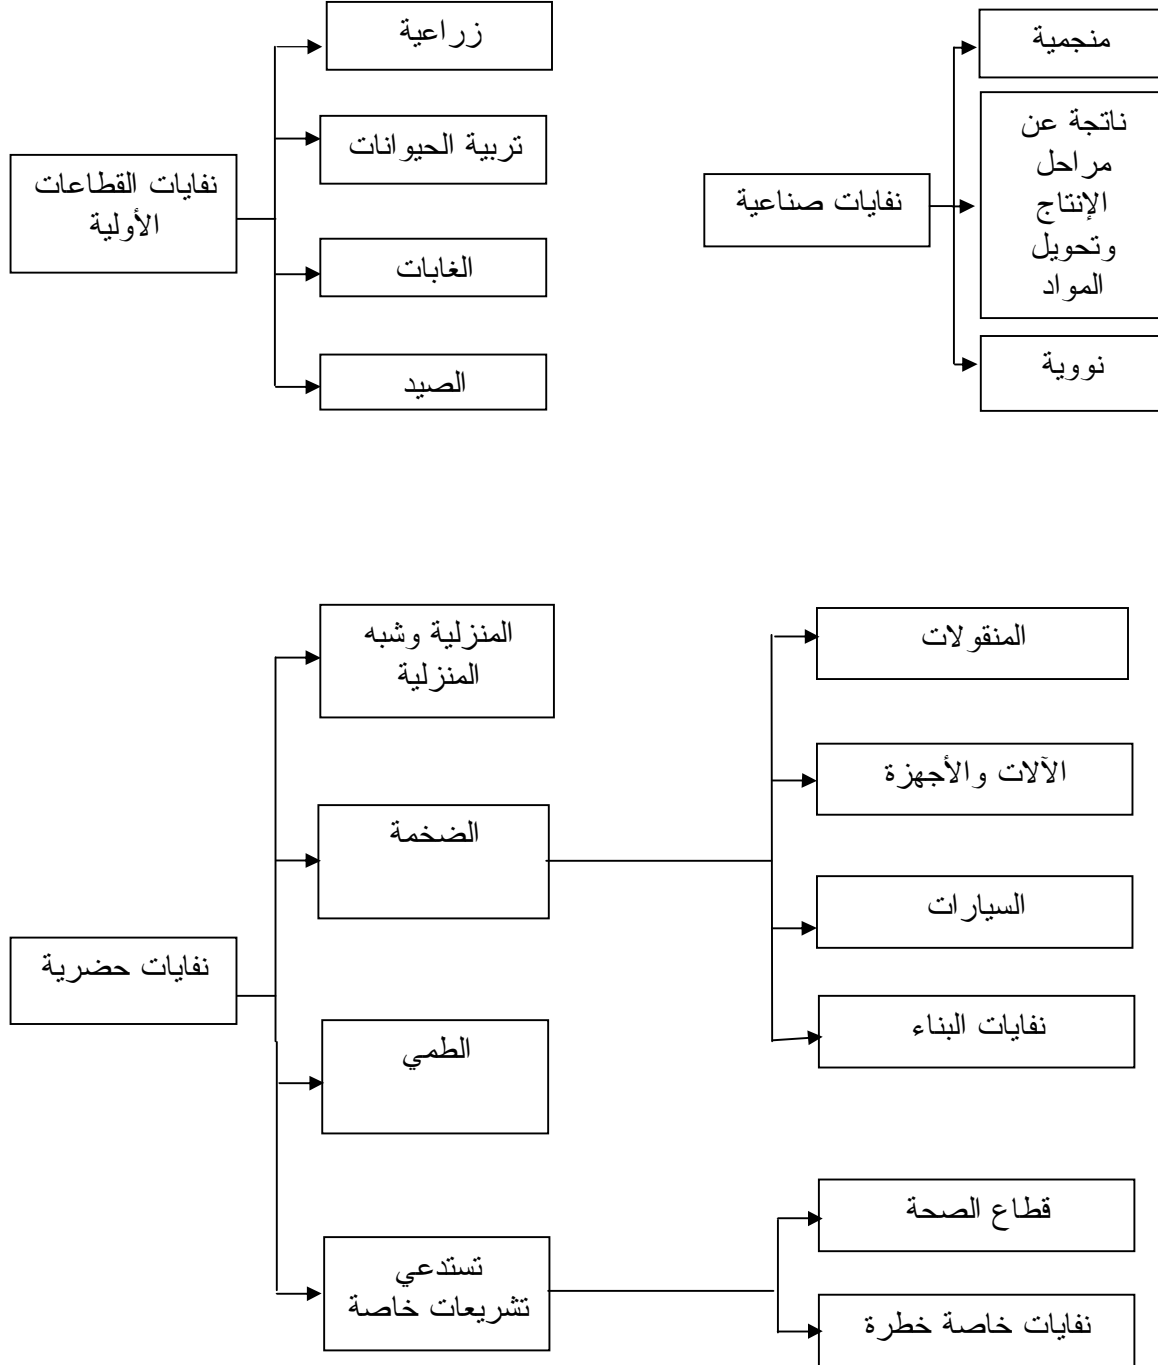 زراعية
تربية الحيوانات
نفايات القطاعات
الأولية
الغابات
الصيد
منجمية
ناتجة عن
مراحل
الإنتاج
وتحويل
المواد
نفايات صناعية
نووية
المنزلية وشبه
المنزلية
الضخمة
نفايات حضرية
الطمي
تستدعي
تشريعات خاصة
المنقولات
الآلات والأجهزة
السيارات
نفايات البناء
قطاع الصحة
نفايات خاصة خطرة